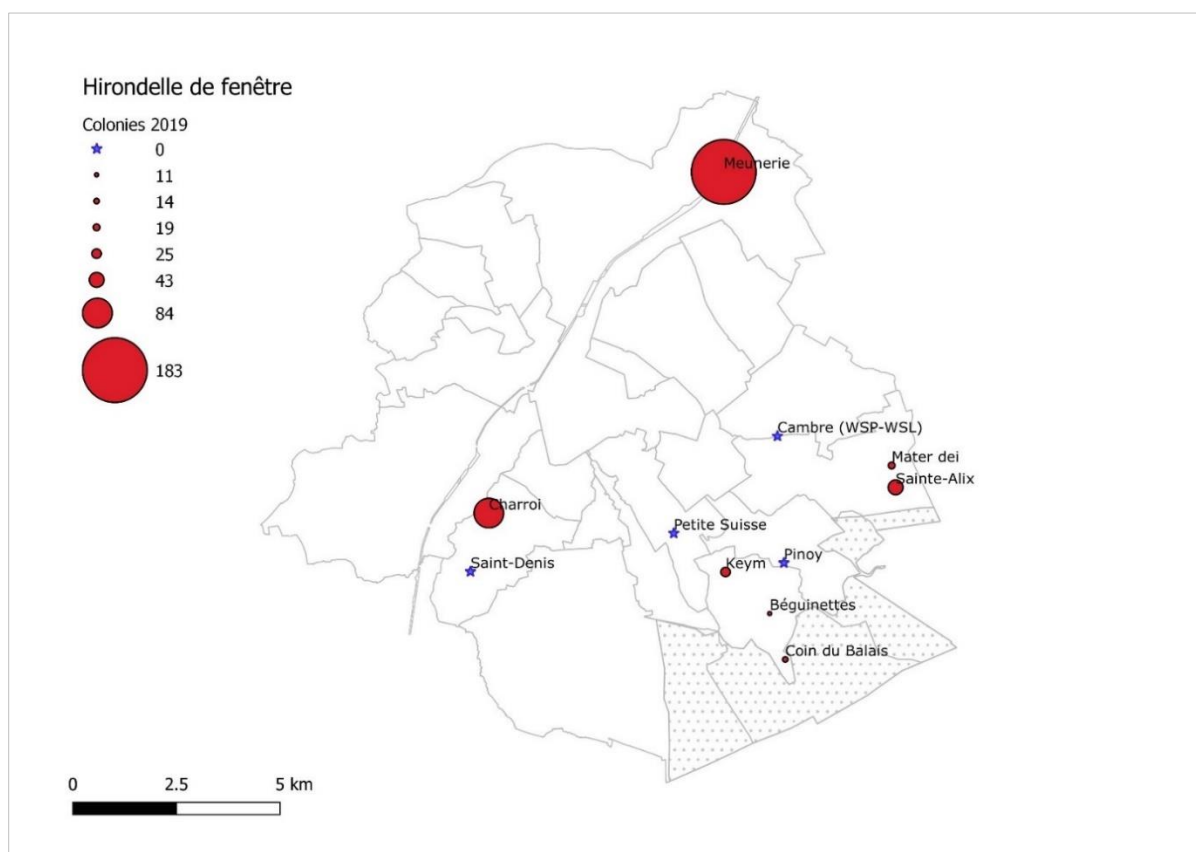 Hirondelle de fenêtre
Colonies 2019
0
11
14
19
25
43
84
183
Meunerie
Cambre (WSP-WSL)
Mater dei
Sainte-Alix
Charroi
Petite Suisse
Saint-Denis
Keym
Pinoy
Béguinettes
Coin du Balais
0 2.5 5 km